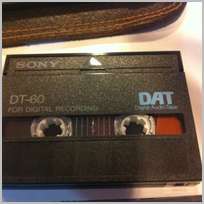 SONY
DT-60
FOR DIGITAL RECORDING
DAT
Digital Audio Tape